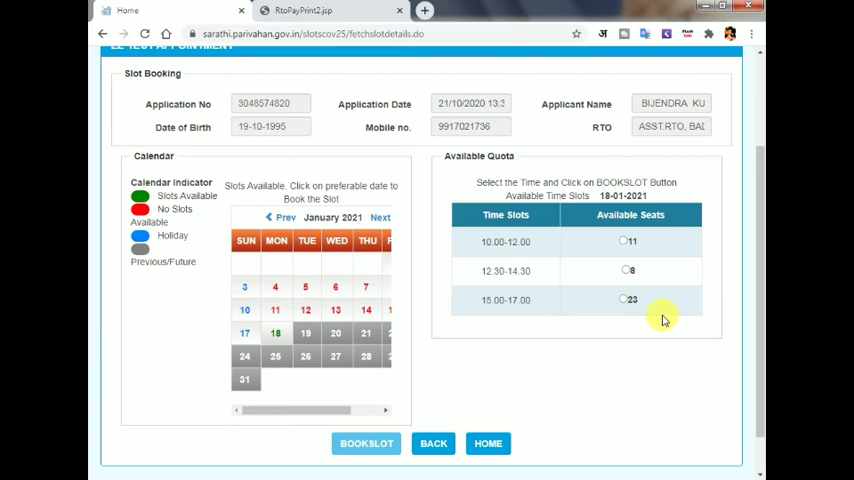 Home
RtoPayPrint2.jsp
sarathi.parivahan.gov.in/slotscov25/fetchslotdetails.do
Slot Booking
Application No 3048574820 Application Date 21/10/2020 13:3 Applicant Name BIJENDRA KU
Date of Birth 19-10-1995 Mobile no. 9917021736 RTO ASST.RTO, BAD
Calendar
Calendar Indicator
Slots Available
No Slots
Available
Holiday
Previous/Future
Slots Available. Click on preferable date to
Book the Slot
Prev January 2021 Next
SUN MON TUE WED THU F
3 4 5 6 7
10 11 12 13 14
17 18 19 20 21
24 25 26 27 28
31
Available Quota
Select the Time and Click on BOOKSLOT Button
Available Time Slots 18-01-2021
Time Slots Available Seats
10.00-12.00 11
12.30-14.30 8
15.00-17.00 23
BOOKSLOT BACK HOME